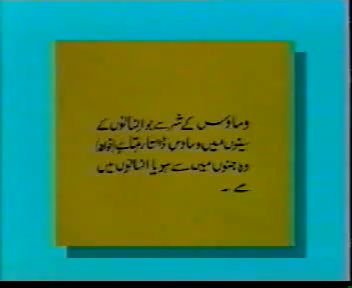 وساوس کے شر سے جو انسانوں کے
سینوں میں وساوس ڈالتا رہتا ہے (خواہ)
وہ جنوں میں سے ہو یا انسانوں میں
سے ۔